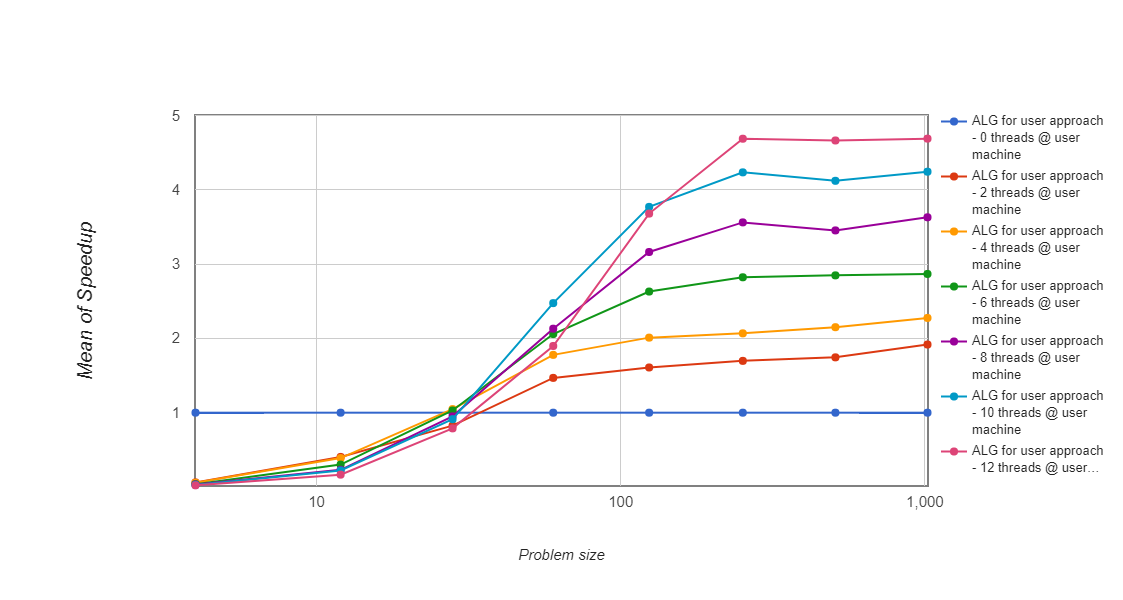 5
4
3
2
1
Mean of Speedup
10
100
1,000
Problem size
ALG for user approach
- 0 threads @ user
machine
ALG for user approach
- 2 threads @ user
machine
ALG for user approach
- 4 threads @ user
machine
ALG for user approach
- 6 threads @ user
machine
ALG for user approach
- 8 threads @ user
machine
ALG for user approach
- 10 threads @ user
machine
ALG for user approach
- 12 threads @ user...